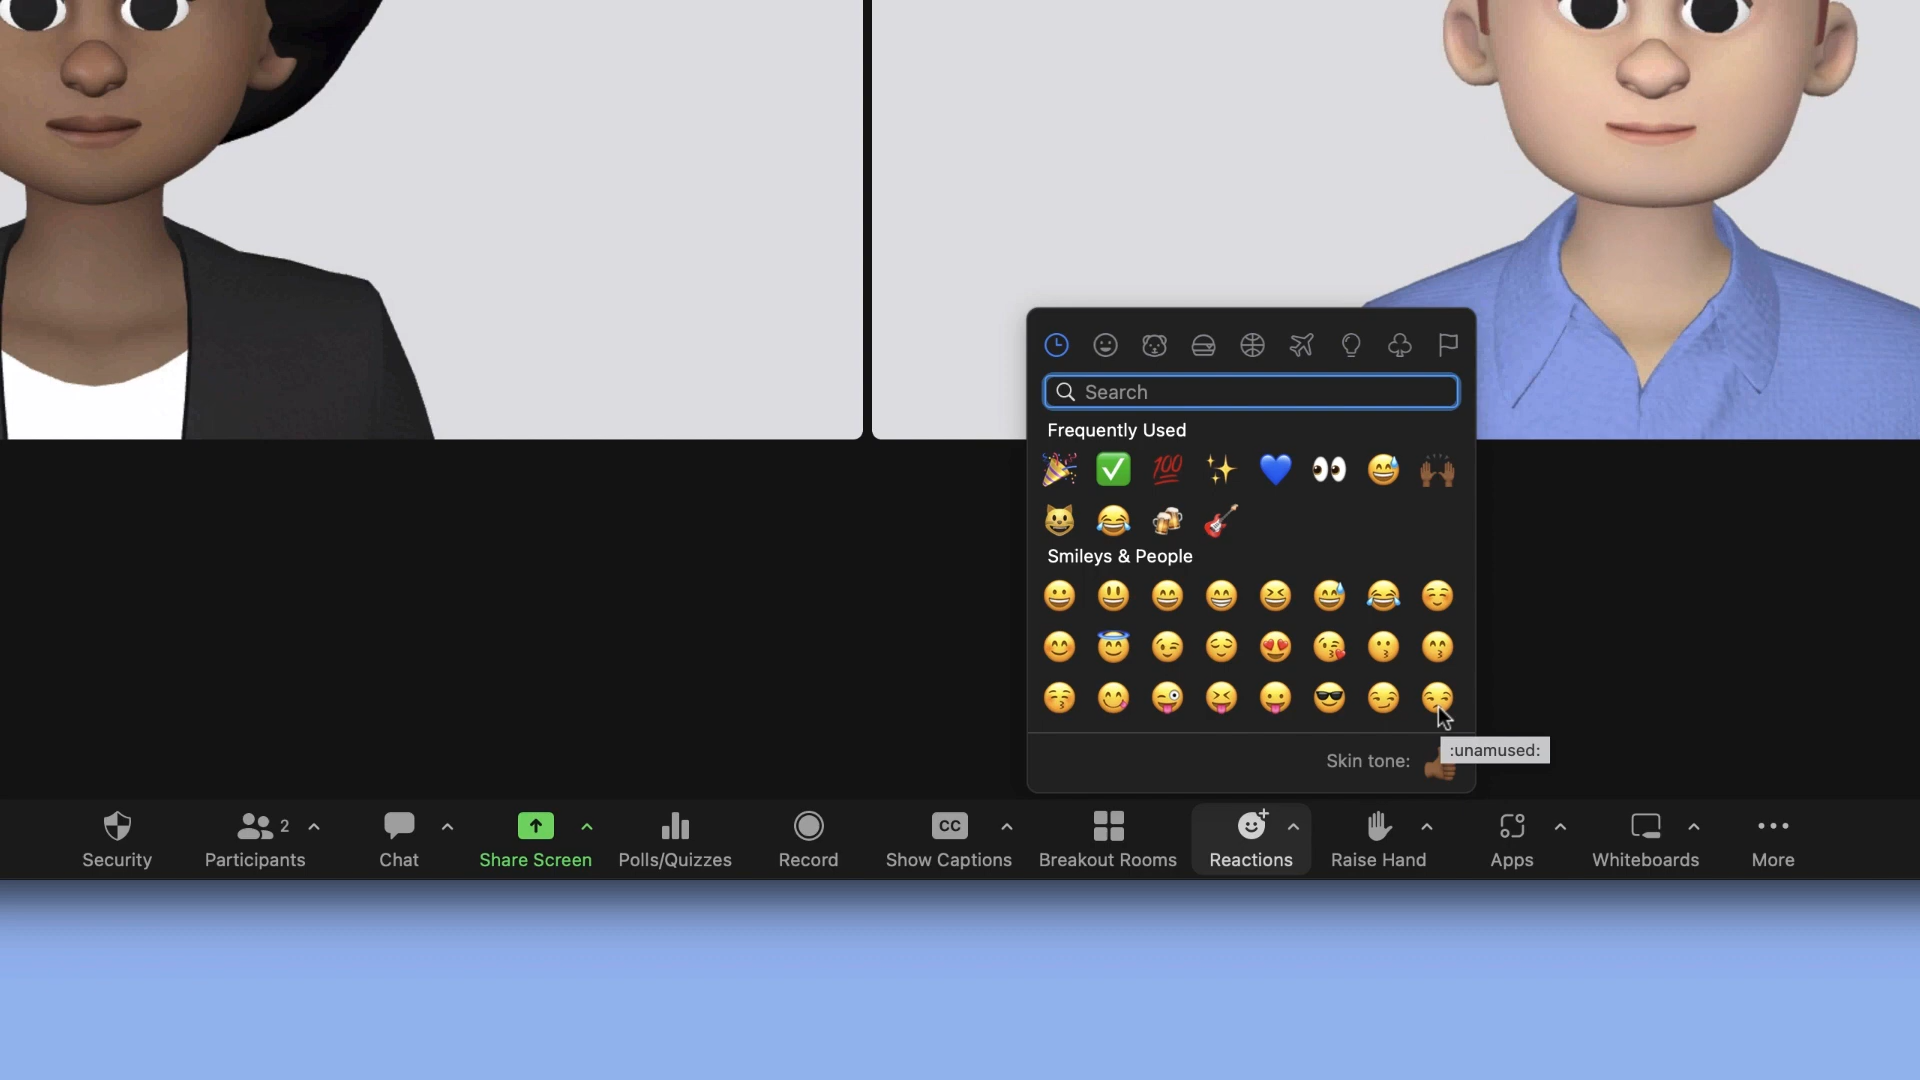 Search
Frequently Used
100
Smileys & People
:unamused:
Skin tone:
2
CC
Security
Participants
Chat
Share Screen
Polls/Quizzes
Record
Show Captions
Breakout Rooms
Reactions
Raise Hand
Apps
Whiteboards
More